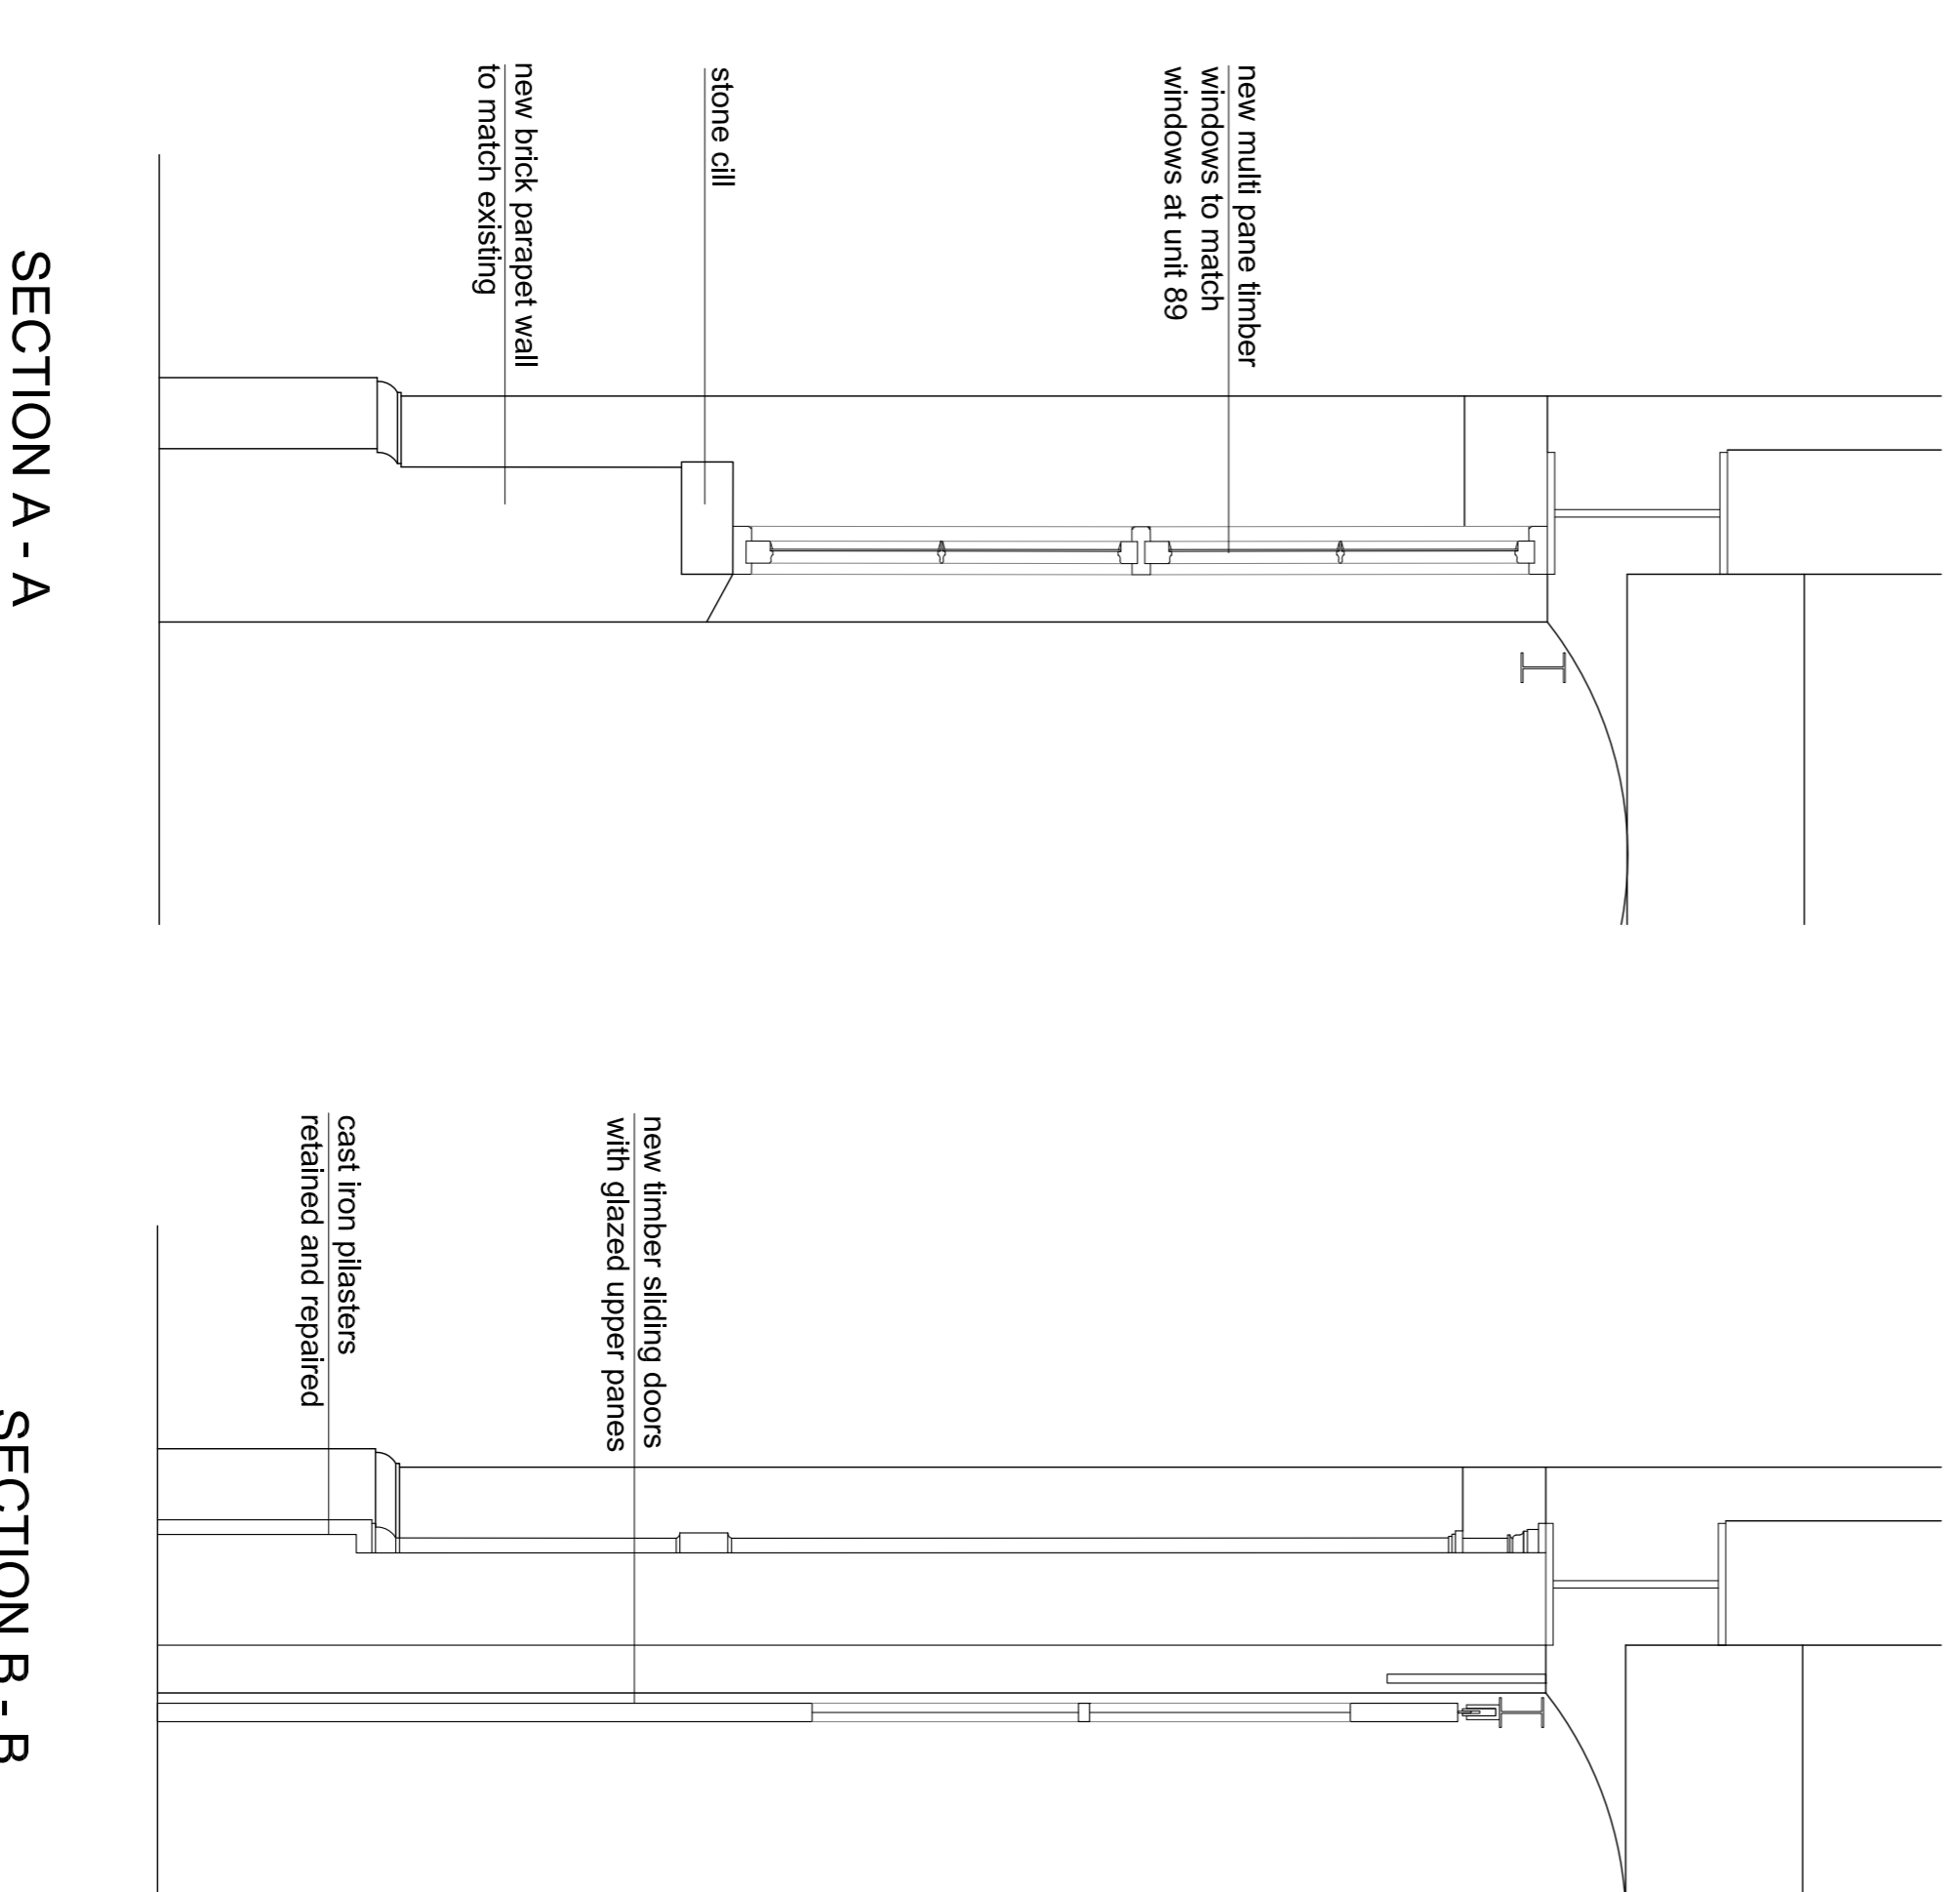 new multi pane timber
windows to match
windows at unit 89
stone cill
new brick parapet wall
to match existing
SECTION A - A
new timber sliding doors
with glazed upper panes
cast iron pilasters
retained and repaired
SECTION B - B